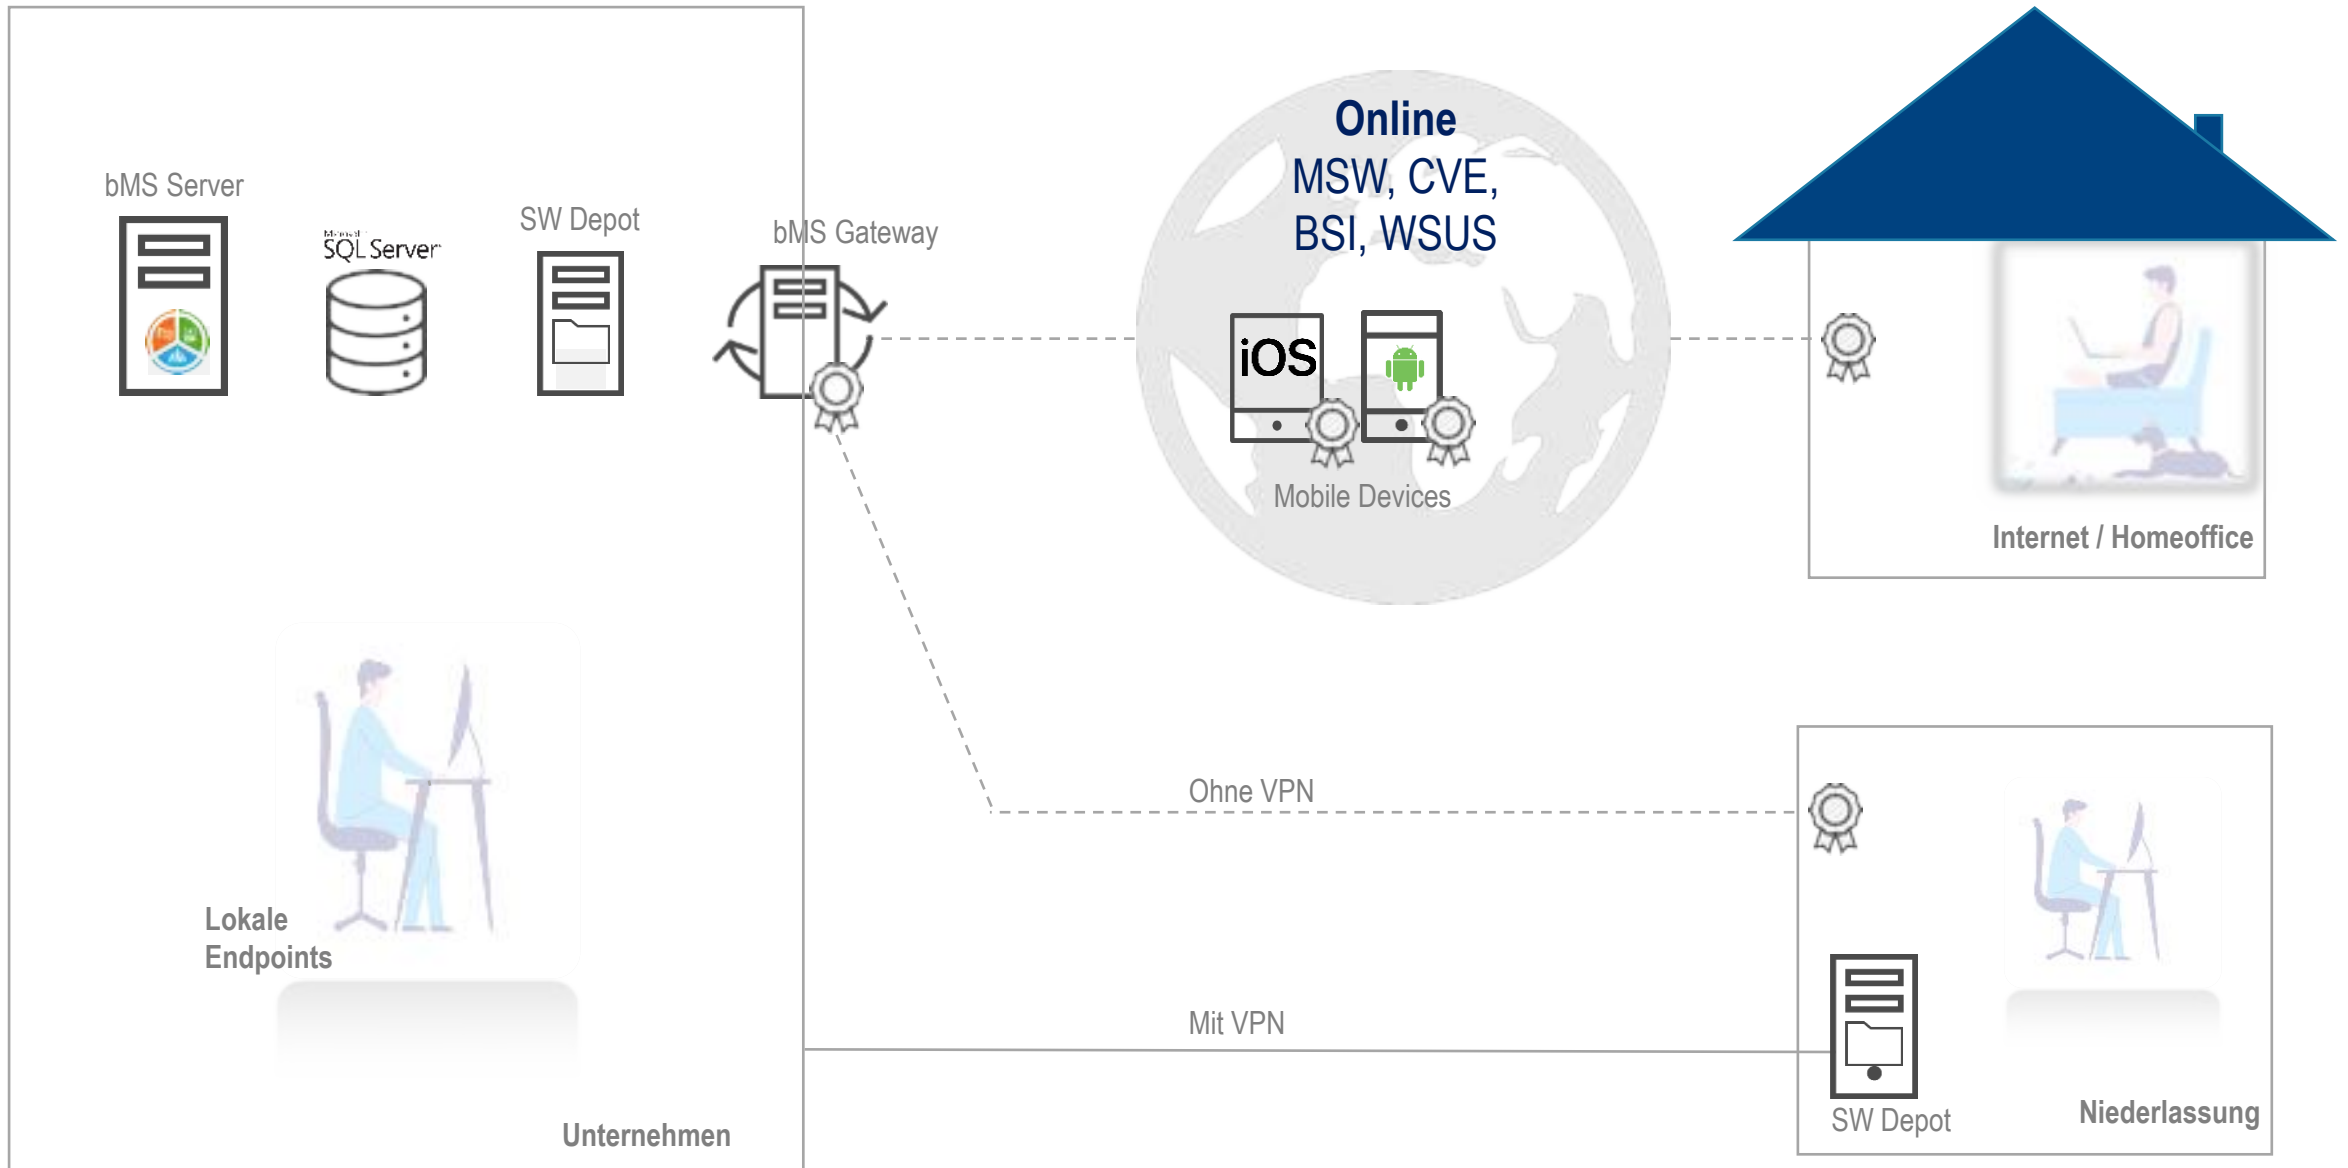 bMS Server
SQL Server
SW Depot
bMS Gateway
Online
MSW, CVE,
BSI, WSUS
iOS
Mobile Devices
Internet / Homeoffice
Lokale
Endpoints
Unternehmen
Ohne VPN
Mit VPN
SW Depot
Niederlassung